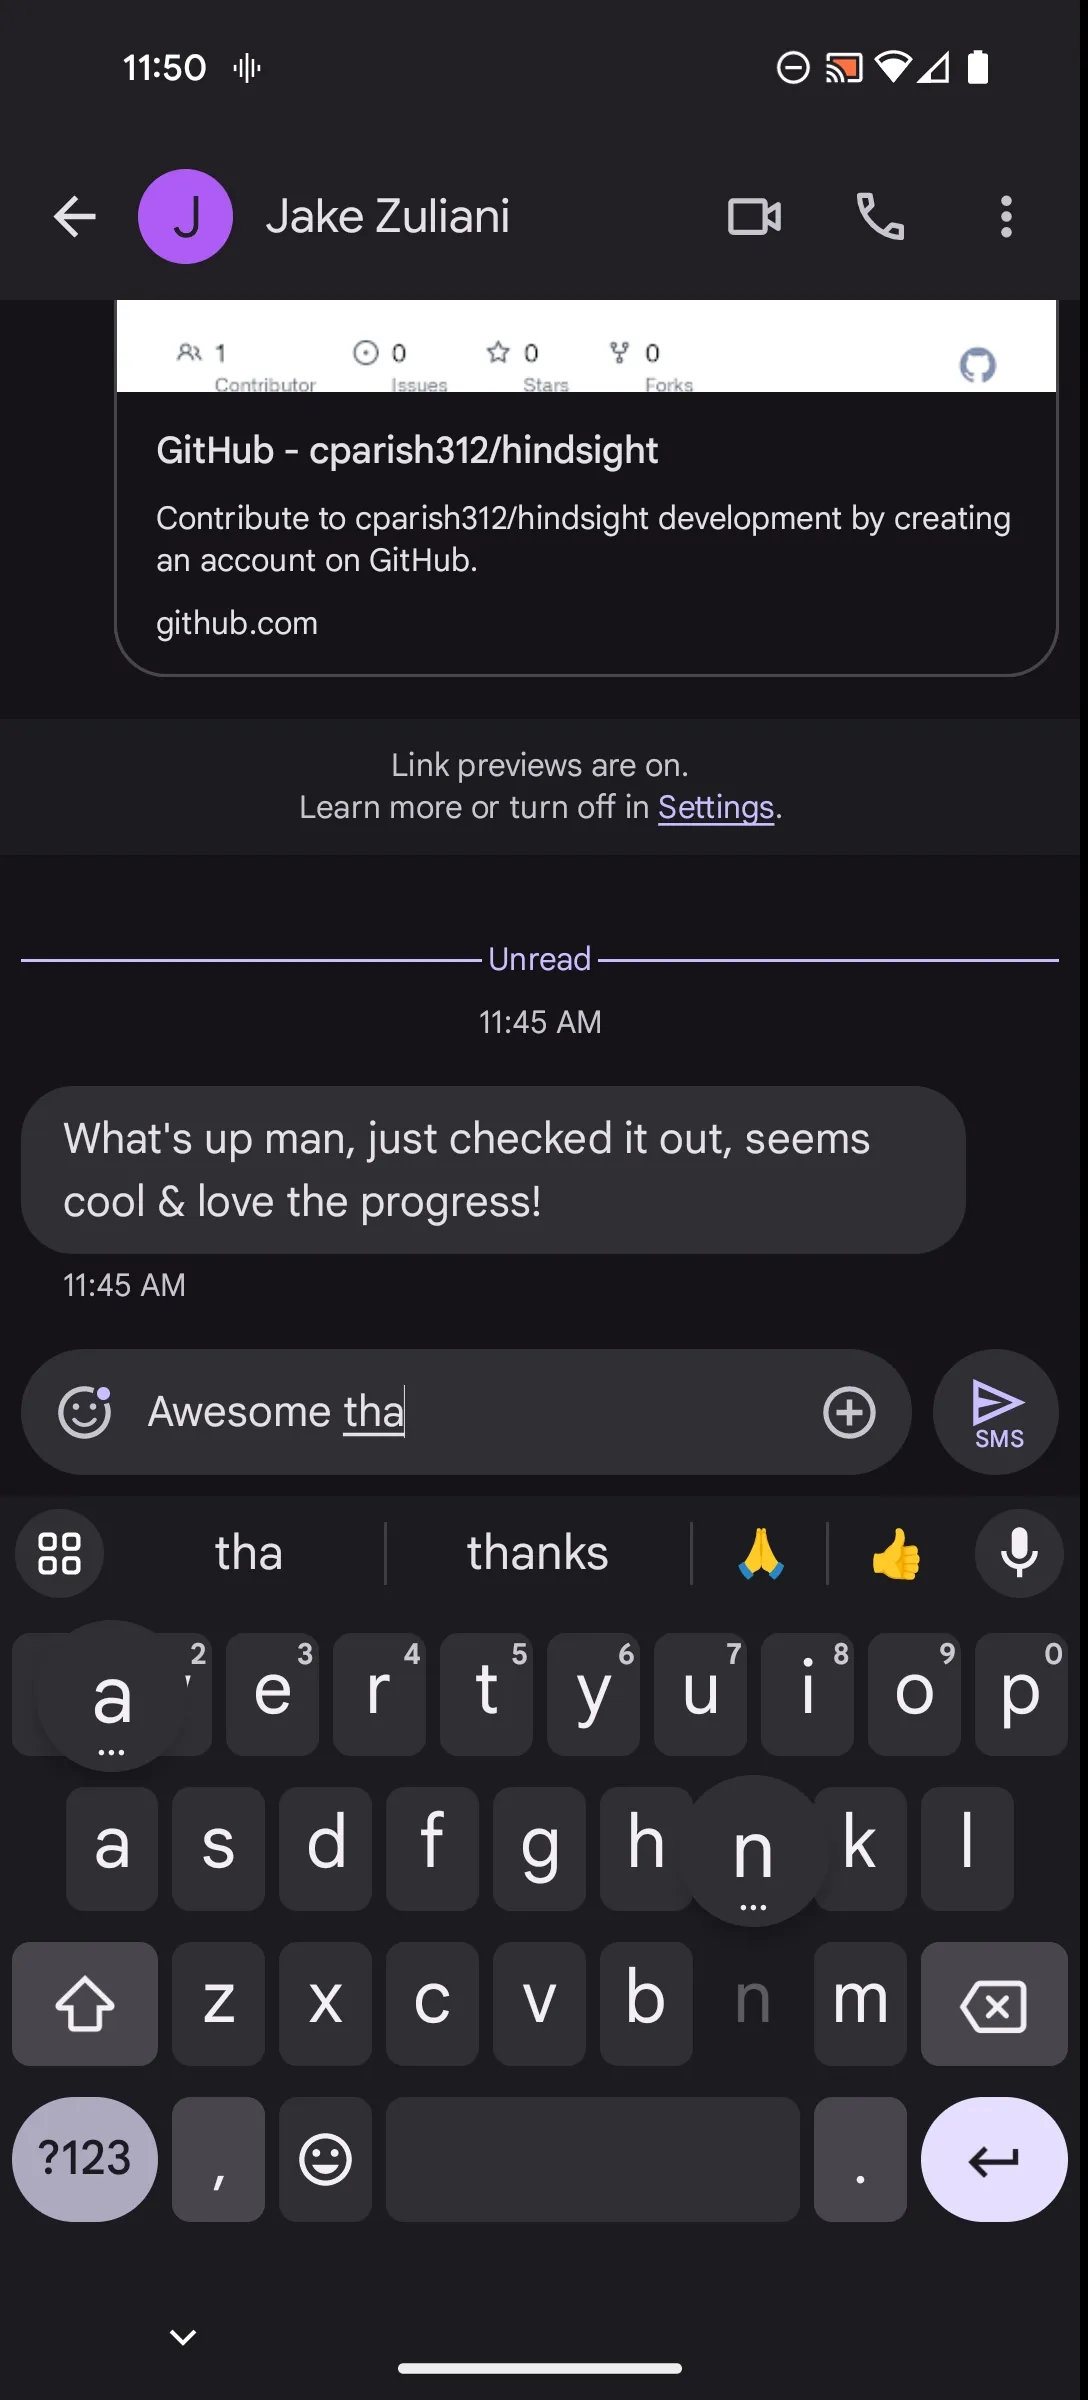 11:50
J
Jake Zuliani
1 0 0 0
Contributor Issues Stars Forks
GitHub - cparish312/hindsight
Contribute to cparish312/hindsight development by creating
an account on GitHub.
github.com
Link previews are on.
Learn more or turn off in Settings.
Unread
11:45 AM
What's up man, just checked it out, seems
cool & love the progress!
11:45 AM
Awesome tha
SMS
tha thanks 🙏 👍
a 2 e 3 r 4 t 5 y 6 u 7 i 8 o 9 p 0
a s d f g h n k l
z x c v b n m
?123 , .